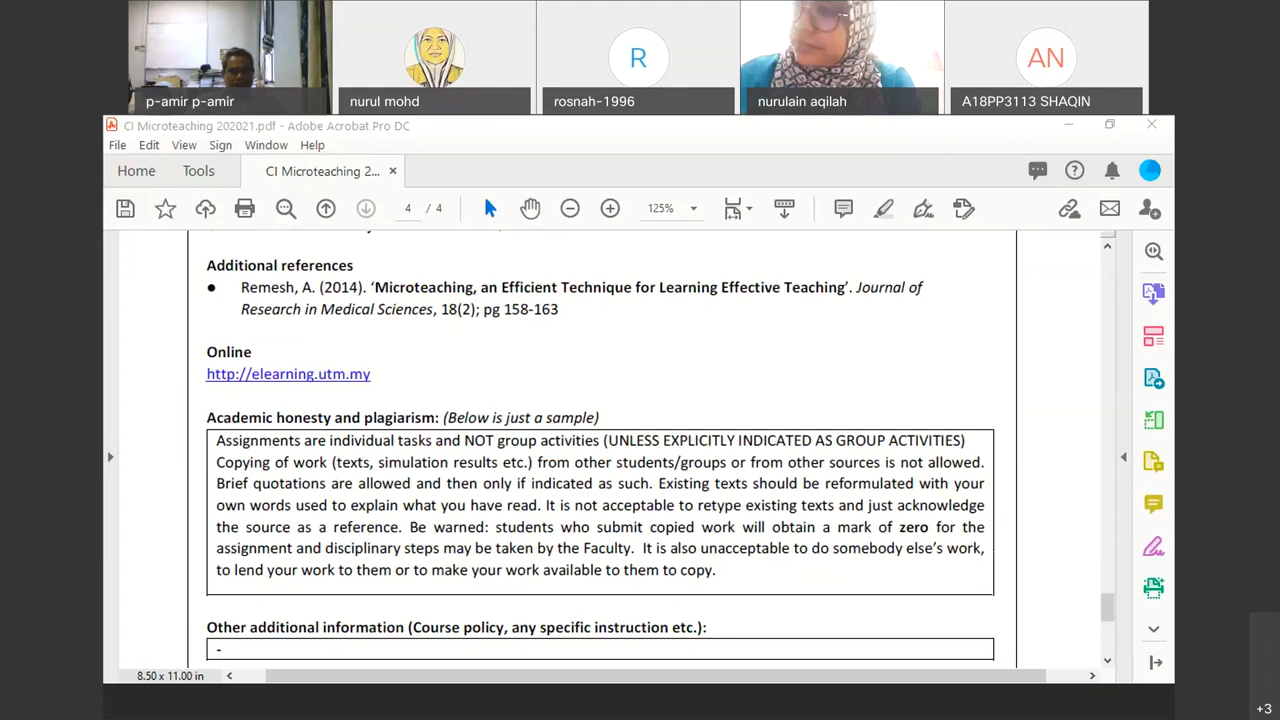 p-amir p-amir
nurul mohd
R
rosnah-1996
nurulain aqilah
AN
A18PP3113 SHAQIN
CI Microteaching 202021.pdf - Adobe Acrobat Pro DC
File Edit View Sign Window Help
Home Tools CI Microteaching 2... ×
4 / 4 125%
Additional references
● Remesh, A. (2014). ‘Microteaching, an Efficient Technique for Learning Effective Teaching’. Journal of
Research in Medical Sciences, 18(2); pg 158-163
Online
http://elearning.utm.my
Academic honesty and plagiarism: (Below is just a sample)
Assignments are individual tasks and NOT group activities (UNLESS EXPLICITLY INDICATED AS GROUP ACTIVITIES)
Copying of work (texts, simulation results etc.) from other students/groups or from other sources is not allowed.
Brief quotations are allowed and then only if indicated as such. Existing texts should be reformulated with your
own words used to explain what you have read. It is not acceptable to retype existing texts and just acknowledge
the source as a reference. Be warned: students who submit copied work will obtain a mark of zero for the
assignment and disciplinary steps may be taken by the Faculty. It is also unacceptable to do somebody else’s work,
to lend your work to them or to make your work available to them to copy.
Other additional information (Course policy, any specific instruction etc.):
-
8.50 x 11.00 in
+3